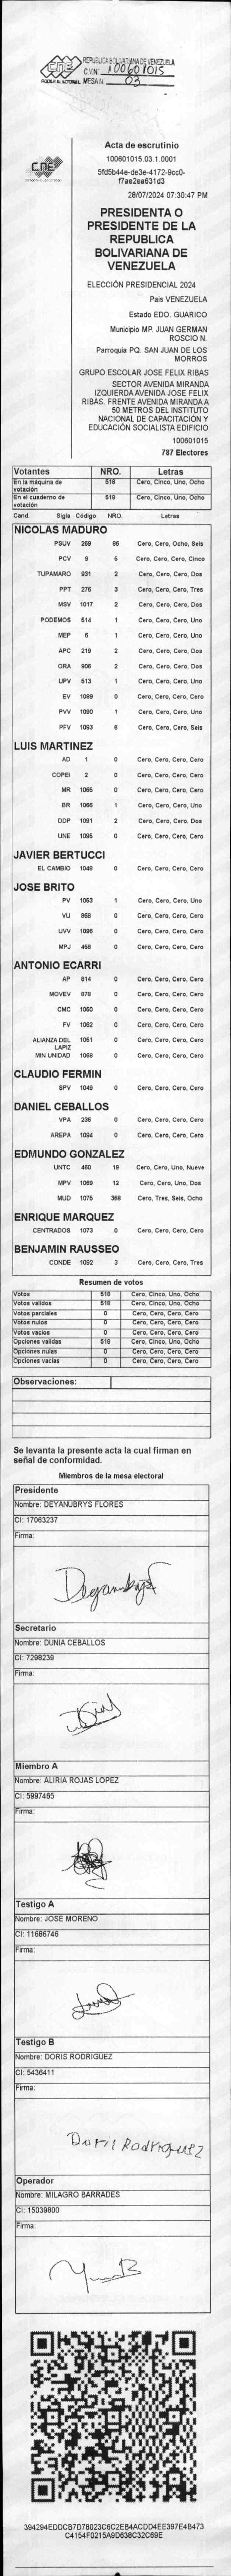 CNE
REPUBLICA BOLIVARIANA DE VENEZUELA
C.V.Nº 100601015
PODER ELECTORAL MESA N 03
CNE
Acta de escrutinio
100601015.03.1.0001
5fd5b44e-de3e-4172-9cc0-
f7ae2ea631d3
28/07/2024 07:30:47 PM
PRESIDENTA O
PRESIDENTE DE LA
REPUBLICA
BOLIVARIANA DE
VENEZUELA
ELECCIÓN PRESIDENCIAL 2024
País VENEZUELA
Estado EDO. GUARICO
Municipio MP. JUAN GERMAN
ROSCIO N.
Parroquia PQ. SAN JUAN DE LOS
MORROS
GRUPO ESCOLAR JOSE FELIX RIBAS
SECTOR AVENIDA MIRANDA
IZQUIERDA AVENIDA JOSE FELIX
RIBAS. FRENTE AVENIDA MIRANDA A
50 METROS DEL INSTITUTO
NACIONAL DE CAPACITACIÓN Y
EDUCACIÓN SOCIALISTA EDIFICIO
100601015
787 Electores
Votantes NRO. Letras
En la máquina de votación 518 Cero, Cinco, Uno, Ocho
En el cuaderno de votación 518 Cero, Cinco, Uno, Ocho
Cand. Sigla Código NRO. Letras
NICOLAS MADURO
PSUV 269 86 Cero, Cero, Ocho, Seis
PCV 9 5 Cero, Cero, Cero, Cinco
TUPAMARO 931 2 Cero, Cero, Cero, Dos
PPT 276 3 Cero, Cero, Cero, Tres
MSV 1017 2 Cero, Cero, Cero, Dos
PODEMOS 514 1 Cero, Cero, Cero, Uno
MEP 6 1 Cero, Cero, Cero, Uno
APC 219 2 Cero, Cero, Cero, Dos
ORA 906 2 Cero, Cero, Cero, Dos
UPV 513 1 Cero, Cero, Cero, Uno
EV 1089 0 Cero, Cero, Cero, Cero
PVV 1090 1 Cero, Cero, Cero, Uno
PFV 1093 6 Cero, Cero, Cero, Seis
LUIS MARTINEZ
AD 1 0 Cero, Cero, Cero, Cero
COPEI 2 0 Cero, Cero, Cero, Cero
MR 1065 0 Cero, Cero, Cero, Cero
BR 1066 1 Cero, Cero, Cero, Uno
DDP 1091 2 Cero, Cero, Cero, Dos
UNE 1095 0 Cero, Cero, Cero, Cero
JAVIER BERTUCCI
EL CAMBIO 1048 0 Cero, Cero, Cero, Cero
JOSE BRITO
PV 1053 1 Cero, Cero, Cero, Uno
VU 868 0 Cero, Cero, Cero, Cero
UVV 1096 0 Cero, Cero, Cero, Cero
MPJ 458 0 Cero, Cero, Cero, Cero
ANTONIO ECARRI
AP 914 0 Cero, Cero, Cero, Cero
MOVEV 979 0 Cero, Cero, Cero, Cero
CMC 1050 0 Cero, Cero, Cero, Cero
FV 1052 0 Cero, Cero, Cero, Cero
ALIANZA DEL LAPIZ 1051 0 Cero, Cero, Cero, Cero
MIN UNIDAD 1068 0 Cero, Cero, Cero, Cero
CLAUDIO FERMIN
SPV 1049 0 Cero, Cero, Cero, Cero
DANIEL CEBALLOS
VPA 236 0 Cero, Cero, Cero, Cero
AREPA 1094 0 Cero, Cero, Cero, Cero
EDMUNDO GONZALEZ
UNTC 460 19 Cero, Cero, Uno, Nueve
MPV 1069 12 Cero, Cero, Uno, Dos
MUD 1075 368 Cero, Tres, Seis, Ocho
ENRIQUE MARQUEZ
CENTRADOS 1073 0 Cero, Cero, Cero, Cero
BENJAMIN RAUSSEO
CONDE 1092 3 Cero, Cero, Cero, Tres
Resumen de votos
Votos 518 Cero, Cinco, Uno, Ocho
Votos validos 518 Cero, Cinco, Uno, Ocho
Votos parciales 0 Cero, Cero, Cero, Cero
Votos nulos 0 Cero, Cero, Cero, Cero
Votos vacios 0 Cero, Cero, Cero, Cero
Opciones validas 518 Cero, Cinco, Uno, Ocho
Opciones nulas 0 Cero, Cero, Cero, Cero
Opciones vacias 0 Cero, Cero, Cero, Cero
Observaciones:
Se levanta la presente acta la cual firman en
señal de conformidad.
Miembros de la mesa electoral
Presidente
Nombre: DEYANUBRYS FLORES
CI: 17063237
Firma:
Deyanubrys
Secretario
Nombre: DUNIA CEBALLOS
CI: 7298239
Firma:
Miembro A
Nombre: ALIRIA ROJAS LOPEZ
CI: 5997465
Firma:
Testigo A
Nombre: JOSE MORENO
CI: 11686746
Firma:
Testigo B
Nombre: DORIS RODRIGUEZ
CI: 5436411
Firma:
Doris Rodriguez
Operador
Nombre: MILAGRO BARRADES
CI: 15039800
Firma:
394294EDDCB7D78023C6C2EB4ACDD4EE397E4B473
C4154F0215A9D638C32C69E